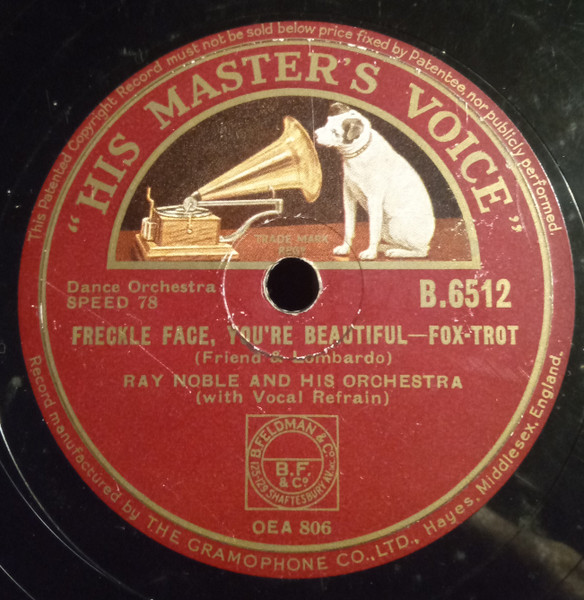 This Patented Copyright Record must not be sold below price fixed by Patentee, nor publicly performed.
"HIS MASTER'S VOICE"
TRADE MARK
REGD
Dance Orchestra
SPEED 78
B.6512
FRECKLE FACE, YOU'RE BEAUTIFUL—FOX-TROT
(Friend & Lombardo)
RAY NOBLE AND HIS ORCHESTRA
(with Vocal Refrain)
B. FELDMAN & Co
B.F.
& Co.
125-129 SHAFTESBURY AV.
OEA 806
Record manufactured by THE GRAMOPHONE CO., LTD., Hayes, Middlesex, England.